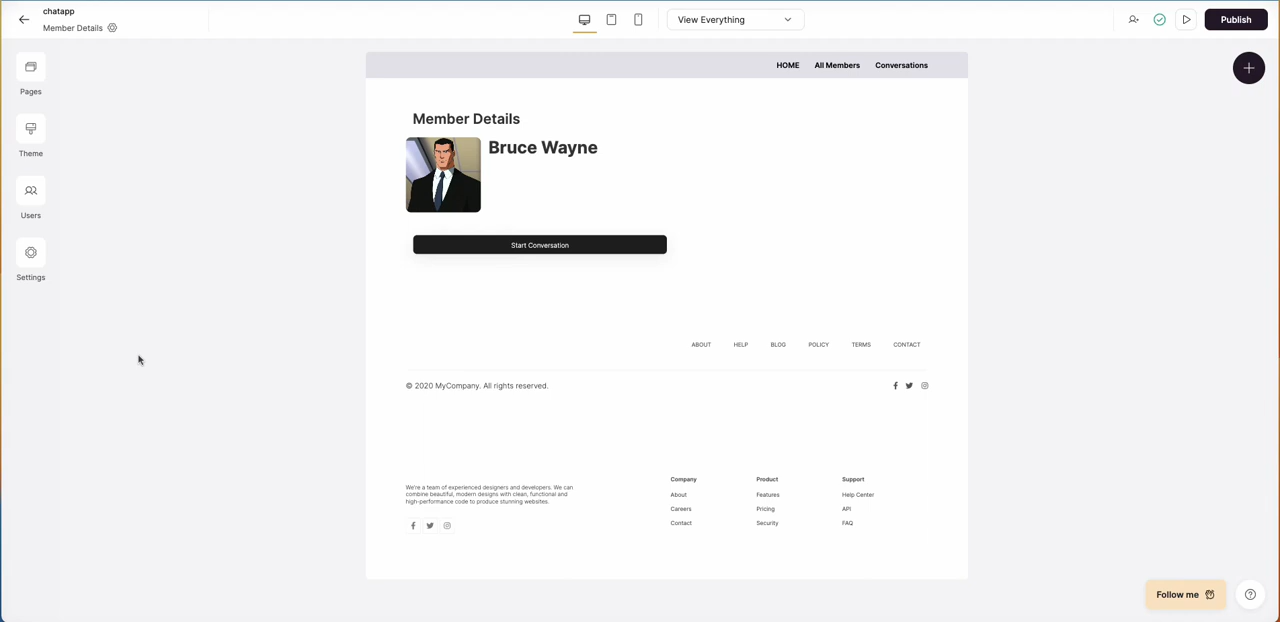 chatapp
Member Details
View Everything
Publish
Pages
Theme
Users
Settings
HOME All Members Conversations
Member Details
Bruce Wayne
Start Conversation
ABOUT HELP BLOG POLICY TERMS CONTACT
© 2020 MyCompany. All rights reserved.
We're a team of experienced designers and developers. We can
combine beautiful, modern designs with clean, functional and
high-performance code to produce stunning websites.
Company Product Support
About Features Help Center
Careers Pricing API
Contact Security FAQ
Follow me